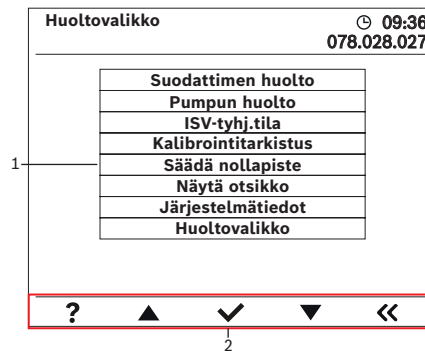 Huoltovalikko 09:36
078.028.027
Suodattimen huolto
Pumpun huolto
ISV-tyhj.tila
Kalibrointitarkistus
1 Säädä nollapiste
Näytä otsikko
Järjestelmätiedot
Huoltovalikko
?
2